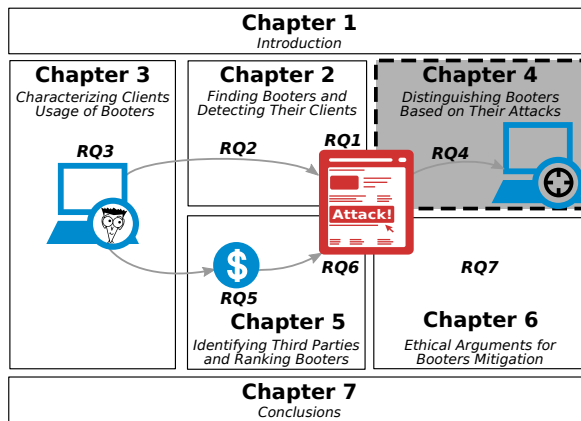 Chapter 1
Introduction
Chapter 3
Characterizing Clients
Usage of Booters
RQ3
Chapter 2
Finding Booters and
Detecting Their Clients
RQ2
RQ1
Chapter 4
Distinguishing Booters
Based on Their Attacks
RQ4
Attack!
$
RQ5
RQ6
Chapter 5
Identifying Third Parties
and Ranking Booters
RQ7
Chapter 6
Ethical Arguments for
Booters Mitigation
Chapter 7
Conclusions